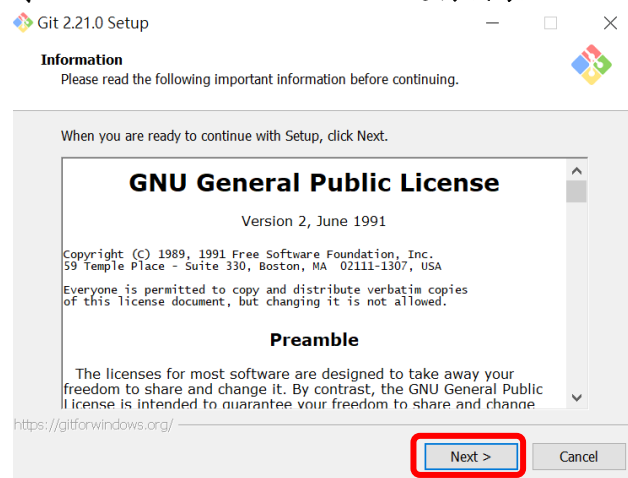 Git 2.21.0 Setup
Information
Please read the following important information before continuing.
When you are ready to continue with Setup, click Next.
GNU General Public License
Version 2, June 1991
Copyright (C) 1989, 1991 Free Software Foundation, Inc.
59 Temple Place - Suite 330, Boston, MA  02111-1307, USA
Everyone is permitted to copy and distribute verbatim copies
of this license document, but changing it is not allowed.
Preamble
The licenses for most software are designed to take away your
freedom to share and change it. By contrast, the GNU General Public
License is intended to guarantee your freedom to share and change
https://gitforwindows.org/
Next >
Cancel